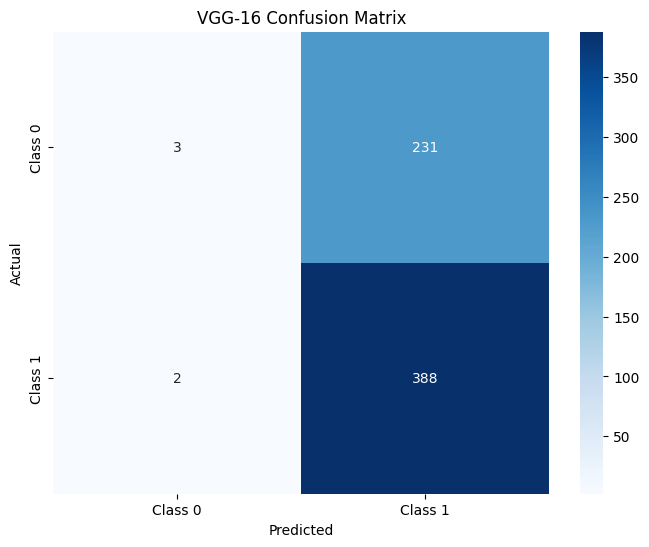 VGG-16 Confusion Matrix
Actual
Class 0
3
231
Class 1
2
388
Class 0
Class 1
Predicted
350
300
250
200
150
100
50